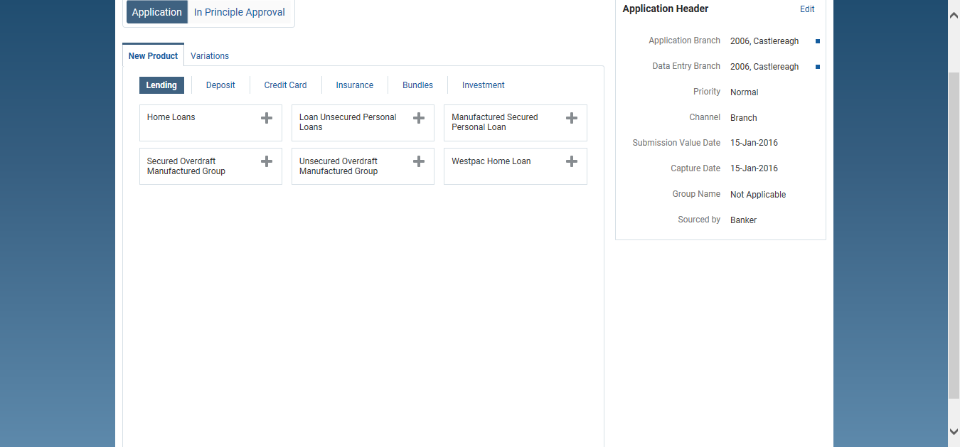 Application In Principle Approval
New Product Variations
Lending Deposit Credit Card Insurance Bundles Investment
Home Loans
Loan Unsecured Personal
Loans
Manufactured Secured
Personal Loan
Secured Overdraft
Manufactured Group
Unsecured Overdraft
Manufactured Group
Westpac Home Loan
Application Header Edit
Application Branch 2006, Castlereagh
Data Entry Branch 2006, Castlereagh
Priority Normal
Channel Branch
Submission Value Date 15-Jan-2016
Capture Date 15-Jan-2016
Group Name Not Applicable
Sourced by Banker